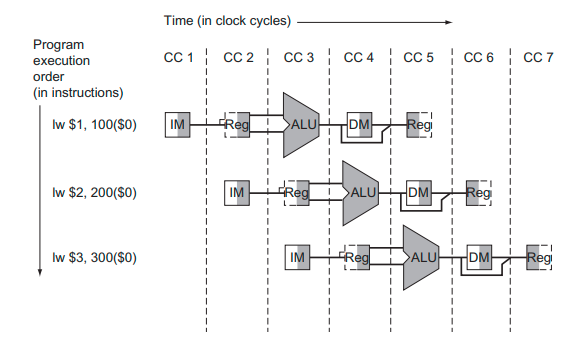 Time (in clock cycles)
Program
execution
order
(in instructions)
CC 1 CC 2 CC 3 CC 4 CC 5 CC 6 CC 7
lw $1, 100($0) IM Reg ALU DM Reg
lw $2, 200($0) IM Reg ALU DM Reg
lw $3, 300($0) IM Reg ALU DM Reg